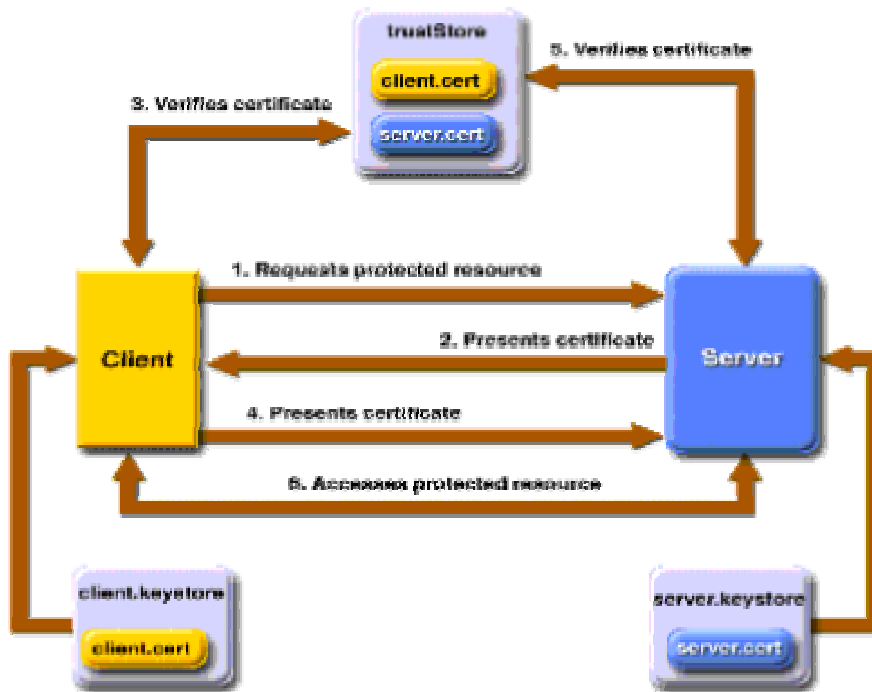 trustStore
client.cert
server.cert
5. Verifies certificate
3. Verifies certificate
1. Requests protected resource
2. Presents certificate
Client
Server
4. Presents certificate
6. Accesses protected resource
client.keystore
client.cert
server.keystore
server.cert